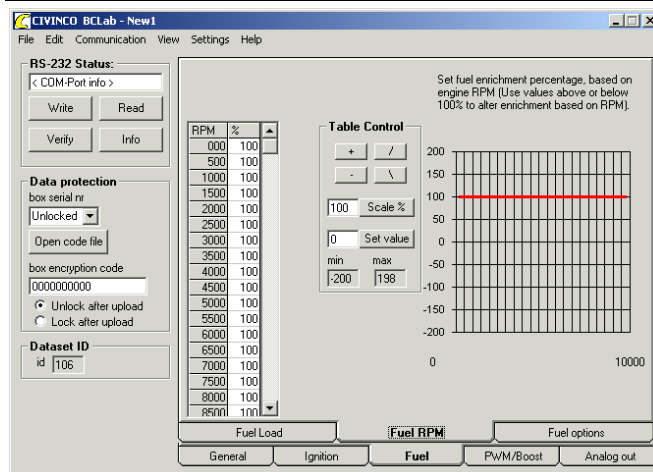 CIVINCO BCLab - New1
File Edit Communication View Settings Help
RS-232 Status:
< COM-Port info >
Write Read
Verify Info
Data protection
box serial nr
Unlocked
Open code file
box encryption code
0000000000
Unlock after upload
Lock after upload
Dataset ID
id 106
RPM %
000 100
500 100
1000 100
1500 100
2000 100
2500 100
3000 100
3500 100
4000 100
4500 100
5000 100
5500 100
6000 100
6500 100
7000 100
7500 100
8000 100
8500 100
Table Control
+ /
- \
100 Scale %
0 Set value
min max
-200 198
Set fuel enrichment percentage, based on
engine RPM (Use values above or below
100% to alter enrichment based on RPM).
200
150
100
50
0
-50
-100
-150
-200
0 10000
Fuel Load Fuel RPM Fuel options
General Ignition Fuel PWM/Boost Analog out